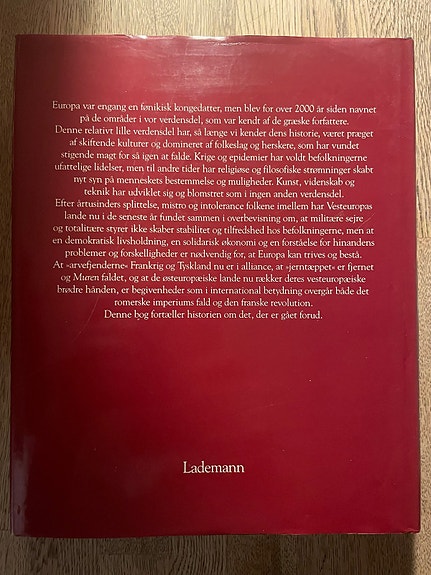 Europa var engang en fønikisk kongedatter, men blev for over 2000 år siden navnet
på de områder i vor verdensdel, som var kendt af de græske forfattere.
Denne relativt lille verdensdel har, så længe vi kender dens historie, været præget
af skiftende kulturer og domineret af folkeslag og herskere, som har vundet
stigende magt for så igen at falde. Krige og epidemier har voldt befolkningerne
ufattelige lidelser, men til andre tider har religiøse og filosofiske strømninger skabt
nyt syn på menneskets bestemmelse og muligheder. Kunst, videnskab og
teknik har udviklet sig og blomstret som i ingen anden verdensdel.
Efter årtusinders splittelse, mistro og intolerance folkene imellem har Vesteuropas
lande nu i de seneste år fundet sammen i overbevisning om, at militære sejre
og totalitære styrer ikke skaber stabilitet og tilfredshed hos befolkningerne, men at
en demokratisk livsholdning, en solidarisk økonomi og en forståelse for hinandens
problemer og forskelligheder er nødvendig for, at Europa kan trives og bestå.
At »arvefjenderne« Frankrig og Tyskland nu er i alliance, at »jerntæppet« er fjernet
og Muren faldet, og at de østeuropæiske lande nu rækker deres vesteuropæiske
brødre hånden, er begivenheder som i international betydning overgår både det
romerske imperiums fald og den franske revolution.
Denne bog fortæller historien om det, der er gået forud.
Lademann